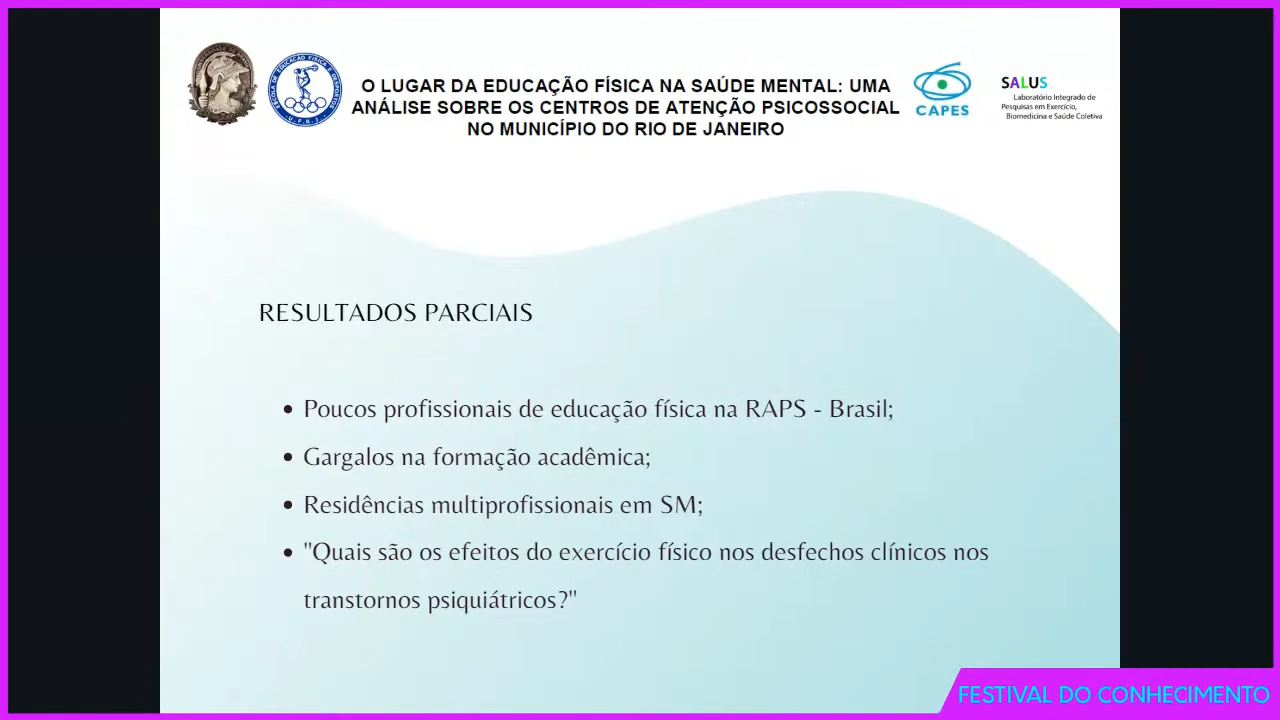 O LUGAR DA EDUCAÇÃO FÍSICA NA SAÚDE MENTAL: UMA
ANÁLISE SOBRE OS CENTROS DE ATENÇÃO PSICOSSOCIAL
NO MUNICÍPIO DO RIO DE JANEIRO
CAPES
SALUS
Laboratório Integrado de
Pesquisas em Exercício,
Biomedicina e Saúde Coletiva
RESULTADOS PARCIAIS
• Poucos profissionais de educação física na RAPS - Brasil;
• Gargalos na formação acadêmica;
• Residências multiprofissionais em SM;
• "Quais são os efeitos do exercício físico nos desfechos clínicos nos
transtornos psiquiátricos?"
FESTIVAL DO CONHECIMENTO